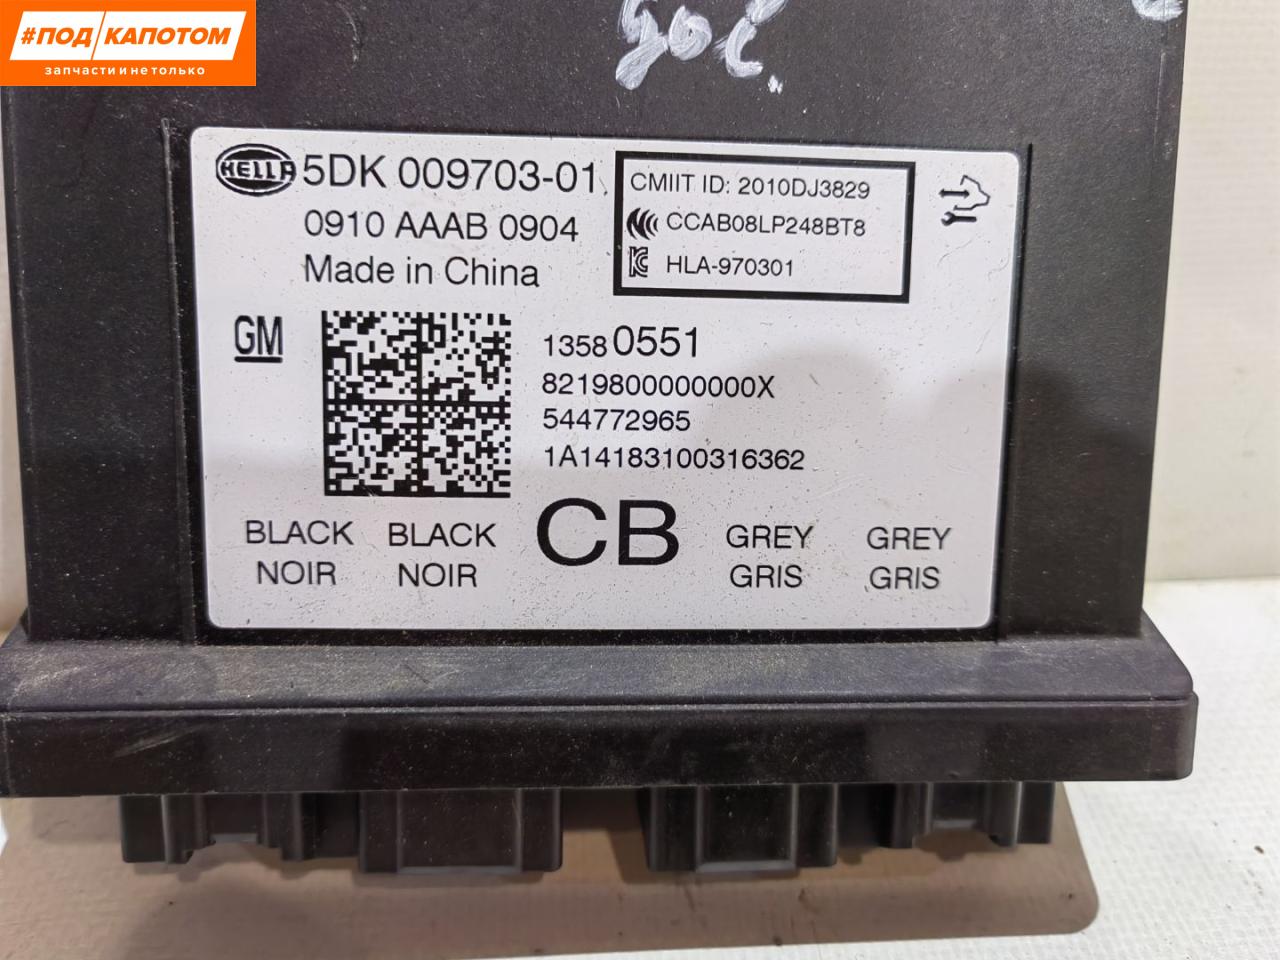 #ПОД КАПОТОМ
запчасти и не только
HELLA
5DK 009703-01
0910 AAAB 0904
Made in China
CMIIT ID: 2010DJ3829
CCAB08LP248BT8
HLA-970301
GM
1358 0551
8219800000000X
544772965
1A14183100316362
BLACK NOIR
BLACK NOIR
CB
GREY GRIS
GREY GRIS